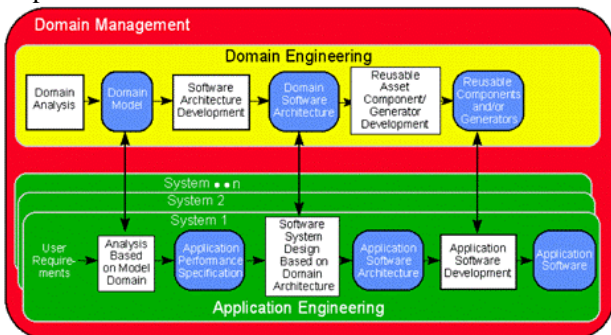 Domain Management
Domain Engineering
Domain
Analysis
Domain
Model
Software
Architecture
Development
Domain
Software
Architecture
Reusable
Asset
Component/
Generator
Development
Reusable
Components
and/or
Generators
System ••n
System 2
System 1
User
Require-
ments
Analysis
Based
on Model
Domain
Application
Performance
Specification
Software
System
Design
Based on
Domain
Architecture
Application
Software
Architecture
Application
Software
Development
Application
Software
Application Engineering